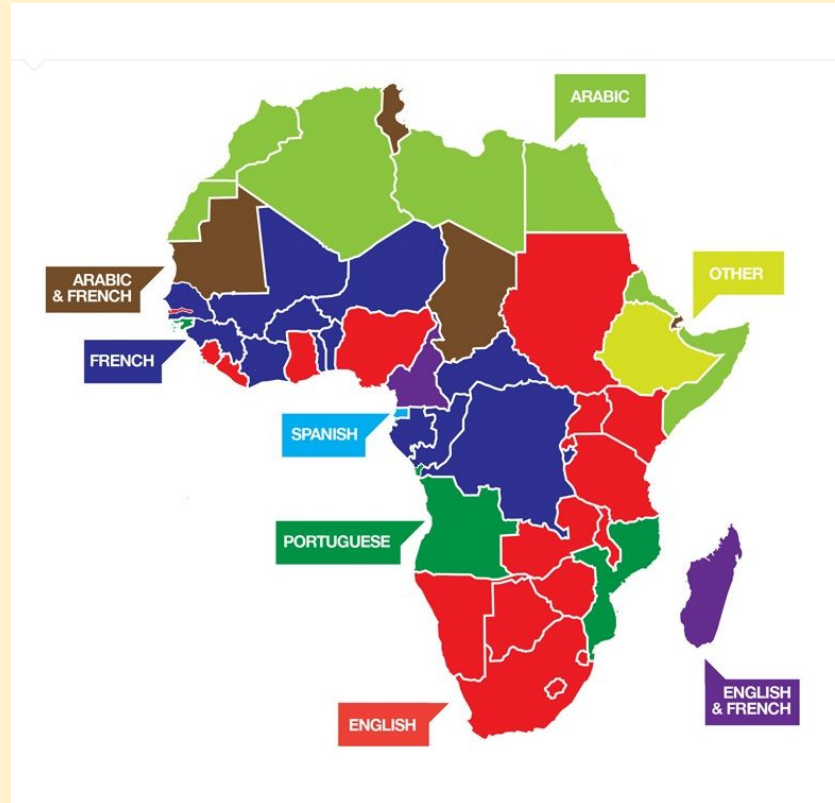 ARABIC
OTHER
ARABIC
& FRENCH
FRENCH
SPANISH
PORTUGUESE
ENGLISH
& FRENCH
ENGLISH